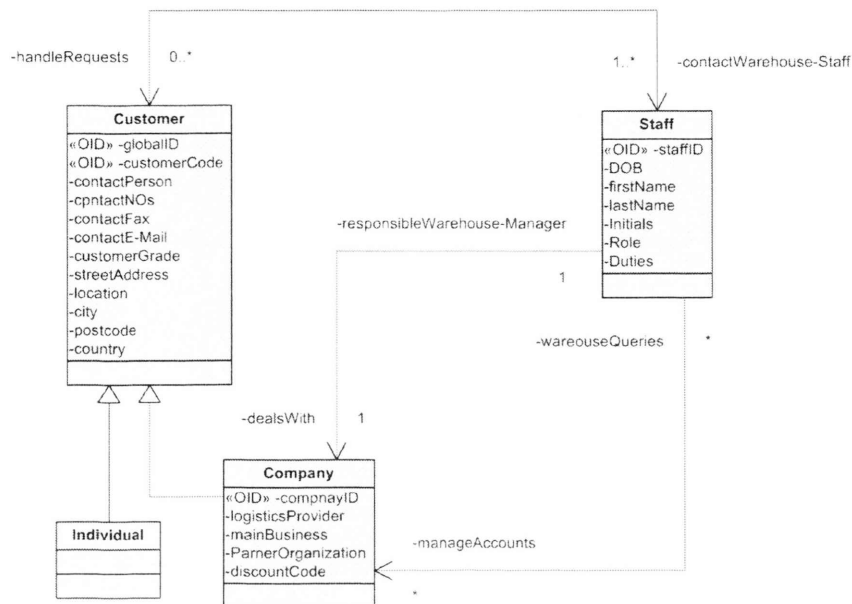 -handleRequests 0..* 1..* -contactWarehouse-Staff
Customer
«OID» -globalID
«OID» -customerCode
-contactPerson
-cpntactNOs
-contactFax
-contactE-Mail
-customerGrade
-streetAddress
-location
-city
-postcode
-country
Staff
«OID» -staffID
-DOB
-firstName
-lastName
-Initials
-Role
-Duties
-responsibleWarehouse-Manager
1
-wareouseQueries *
-dealsWith 1
Company
«OID» -compnayID
-logisticsProvider
-mainBusiness
-ParnerOrganization
-discountCode
Individual
-manageAccounts
*